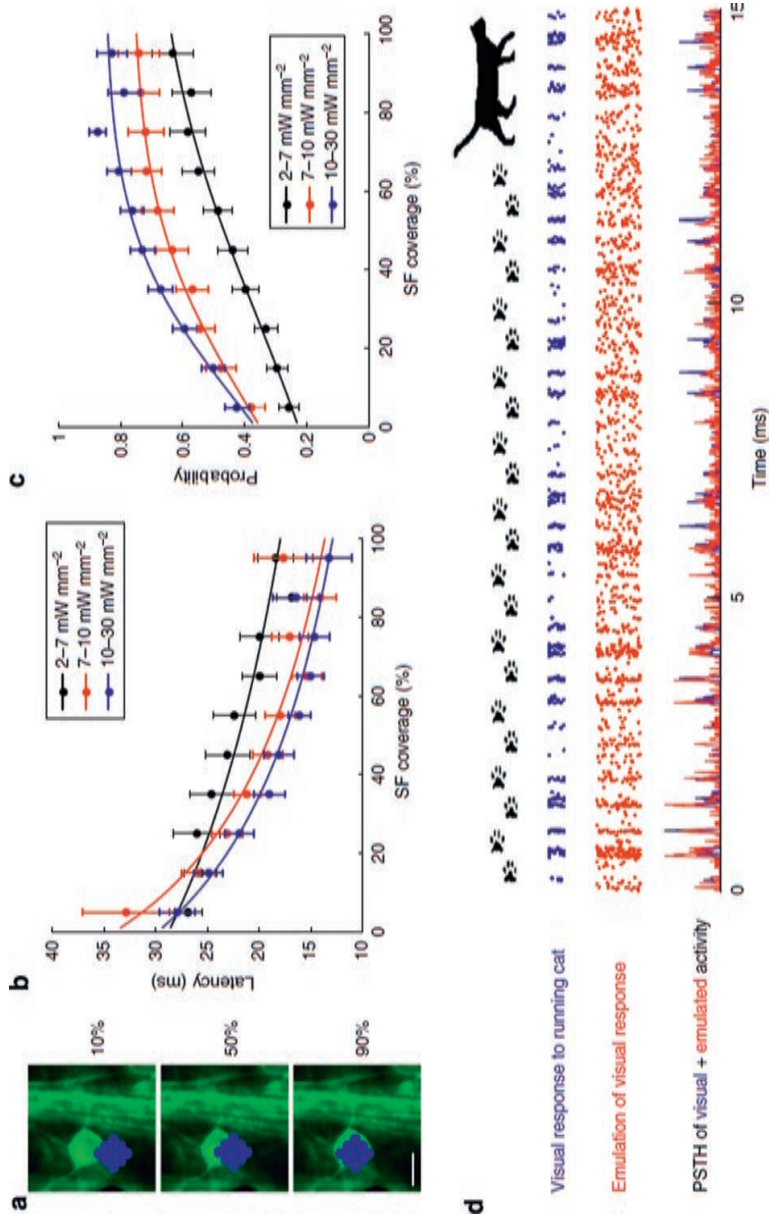 a
10%
50%
90%
b
Latency (ms)
40
35
30
25
20
15
10
0
20
40
60
80
100
SF coverage (%)
2–7 mW mm–2
7–10 mW mm–2
10–30 mW mm–2
c
Probability
1
0.8
0.6
0.4
0.2
0
0
20
40
60
80
100
SF coverage (%)
2–7 mW mm–2
7–10 mW mm–2
10–30 mW mm–2
d
Visual response to running cat
Emulation of visual response
PSTH of visual + emulated activity
0
5
10
15
Time (ms)